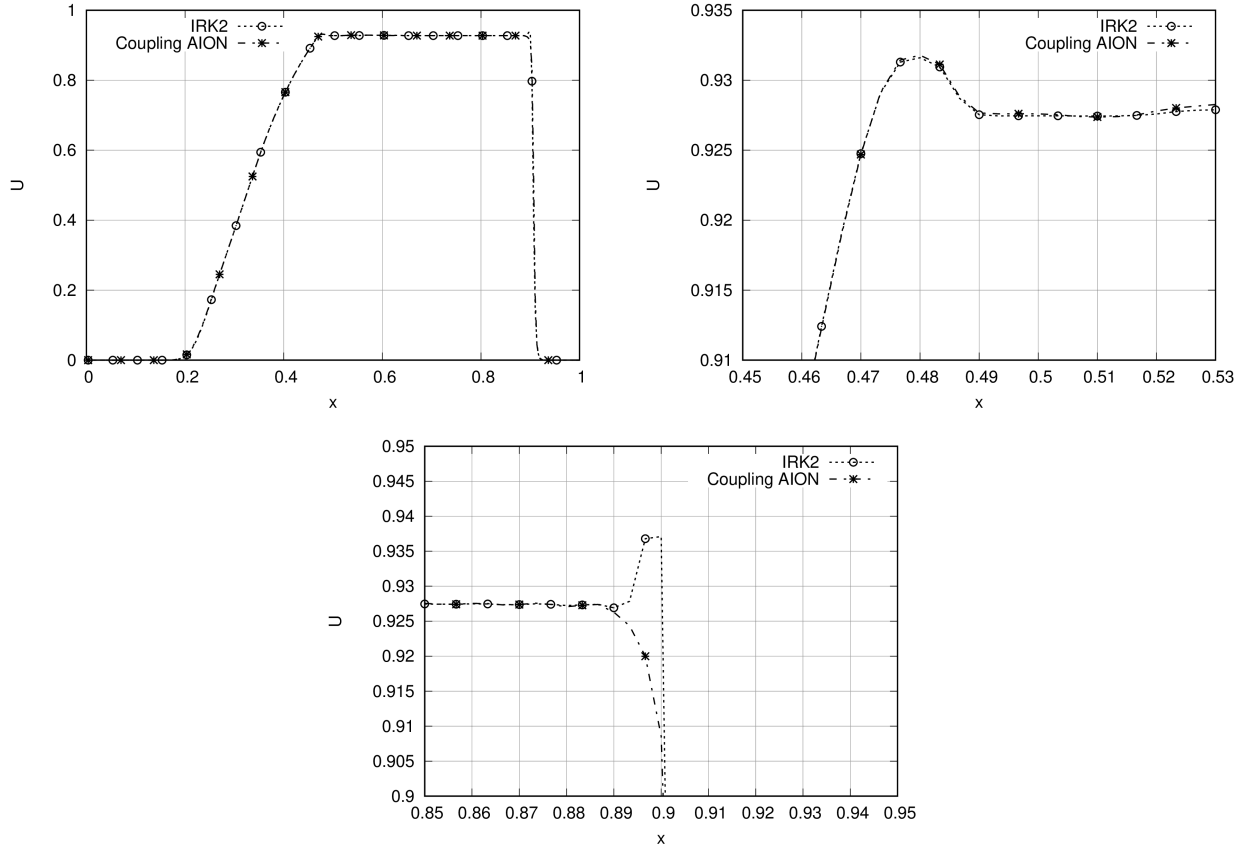 IRK2
Coupling AION
1
0.8
0.6
0.4
0.2
0
U
0 0.2 0.4 0.6 0.8 1
x
IRK2
Coupling AION
0.935
0.93
0.925
0.92
0.915
0.91
U
0.45 0.46 0.47 0.48 0.49 0.5 0.51 0.52 0.53
x
IRK2
Coupling AION
0.95
0.945
0.94
0.935
0.93
0.925
0.92
0.915
0.91
0.905
0.9
U
0.85 0.86 0.87 0.88 0.89 0.9 0.91 0.92 0.93 0.94 0.95
x